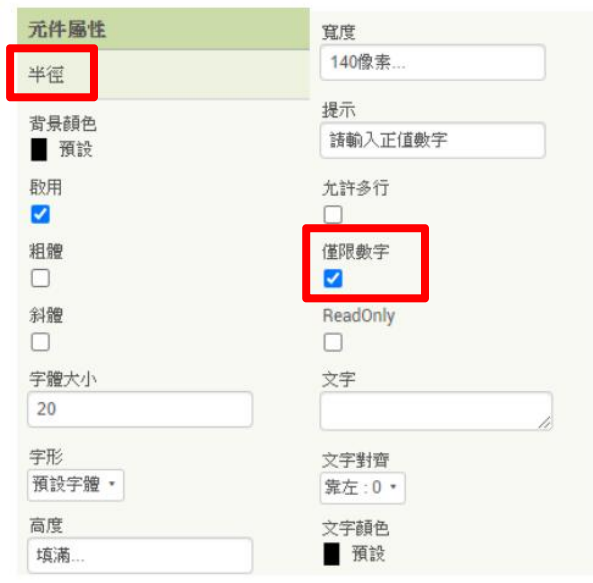 元件屬性
半徑
背景顏色
預設
啟用
粗體
斜體
字體大小
20
字形
預設字體
高度
填滿...
寬度
140像素...
提示
請輸入正值數字
允許多行
僅限數字
ReadOnly
文字
文字對齊
靠左 : 0
文字顏色
預設